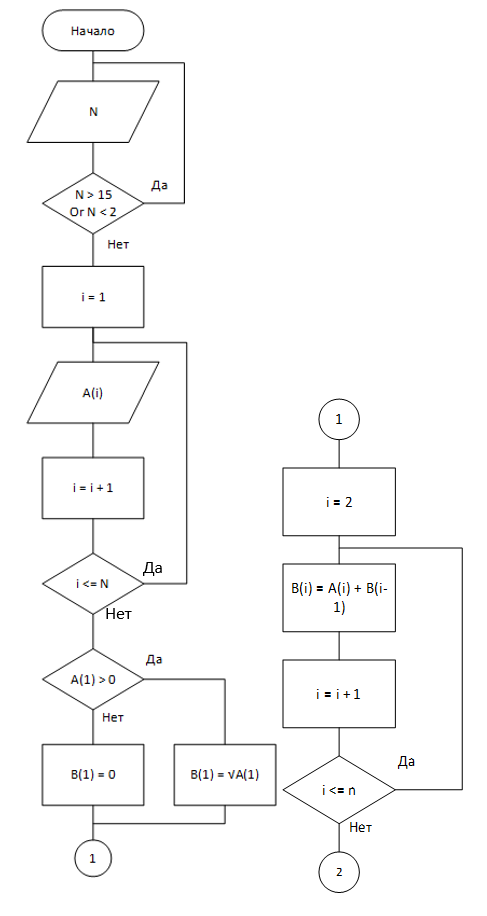 Начало
N
N > 15
Or N < 2
Да
Нет
i = 1
A(i)
i = i + 1
i <= N
Да
Нет
A(1) > 0
Да
Нет
B(1) = 0
B(1) = √A(1)
1
1
i = 2
B(i) = A(i) + B(i-
1)
i = i + 1
i <= n
Да
Нет
2